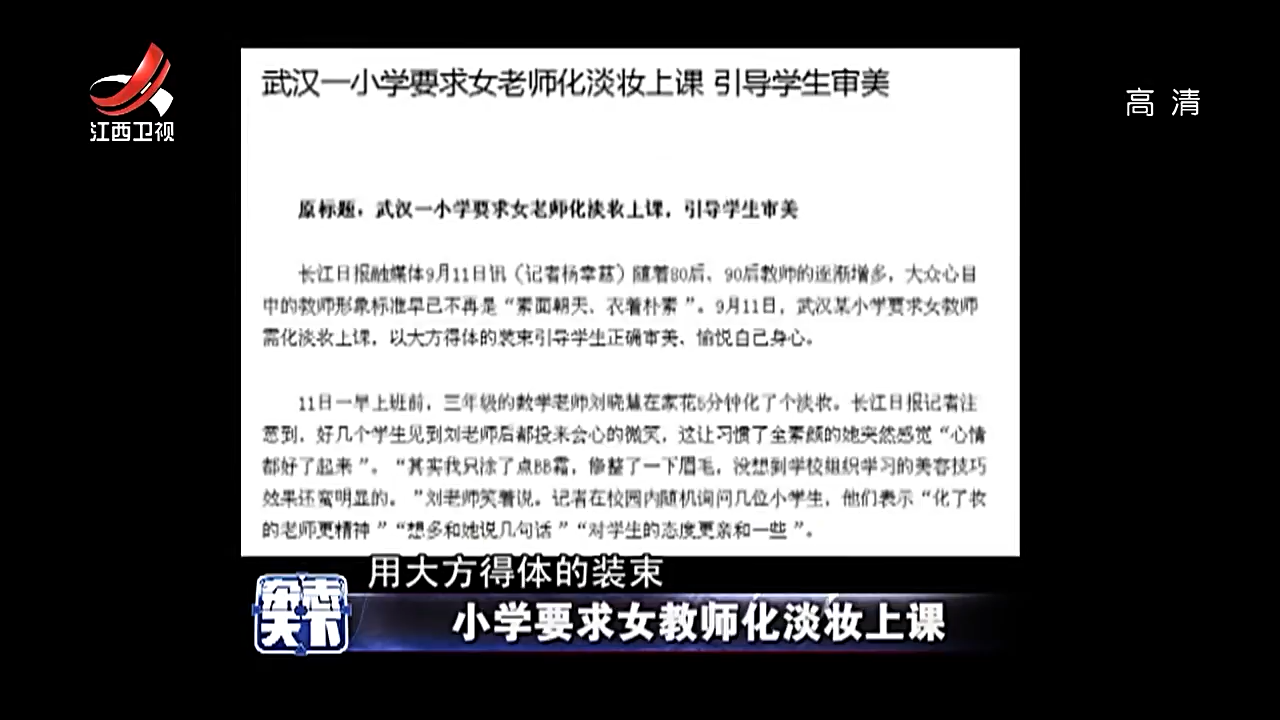 江西卫视
高清
武汉一小学要求女老师化淡妆上课 引导学生审美
原标题：武汉一小学要求女老师化淡妆上课，引导学生审美
长江日报融媒体9月11日讯（记者杨幸慈）随着80后、90后教师的逐渐增多，大众心目
中的教师形象标准早已不再是“素面朝天、衣着朴素”。9月11日，武汉某小学要求女教师
需化淡妆上课，以大方得体的装束引导学生正确审美、愉悦自己身心。
11日一早上班前，三年级的数学老师刘晓慧在家花5分钟化了个淡妆。长江日报记者注
意到，好几个学生见到刘老师后都投来会心的微笑，这让习惯了全素颜的她突然感觉“心情
都好了起来”。“其实我只涂了点BB霜，修整了一下眉毛，没想到学校组织学习的美容技巧
效果还蛮明显的。”刘老师笑着说。记者在校园内随机询问几位小学生，他们表示“化了妆
的老师更精神”“想多和她说几句话”“对学生的态度更亲和一些”。
用大方得体的装束
杂志天下
小学要求女教师化淡妆上课